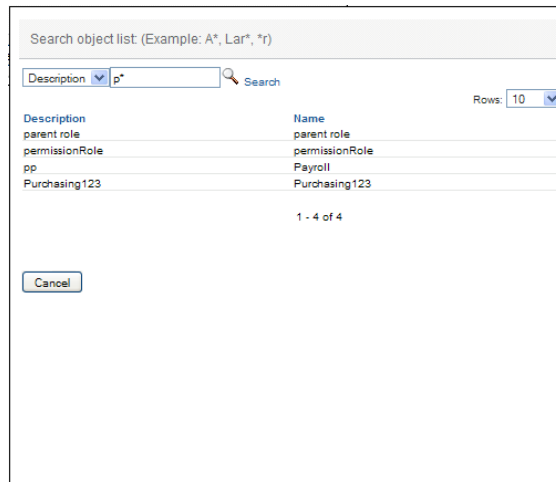 Search object list: (Example: A*, Lar*, *r)
Description p* Search
Rows: 10
Description Name
parent role parent role
permissionRole permissionRole
pp Payroll
Purchasing123 Purchasing123
1 - 4 of 4
Cancel